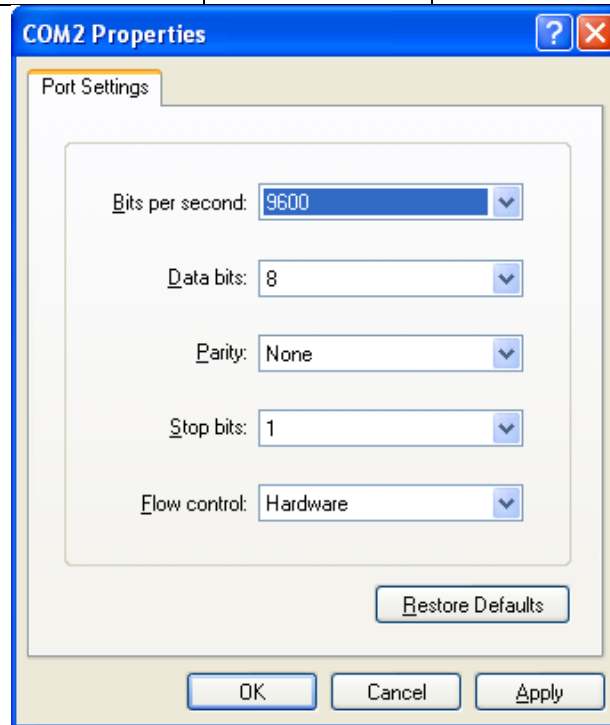 COM2 Properties
Port Settings
Bits per second: 9600
Data bits: 8
Parity: None
Stop bits: 1
Flow control: Hardware
Restore Defaults
OK Cancel Apply